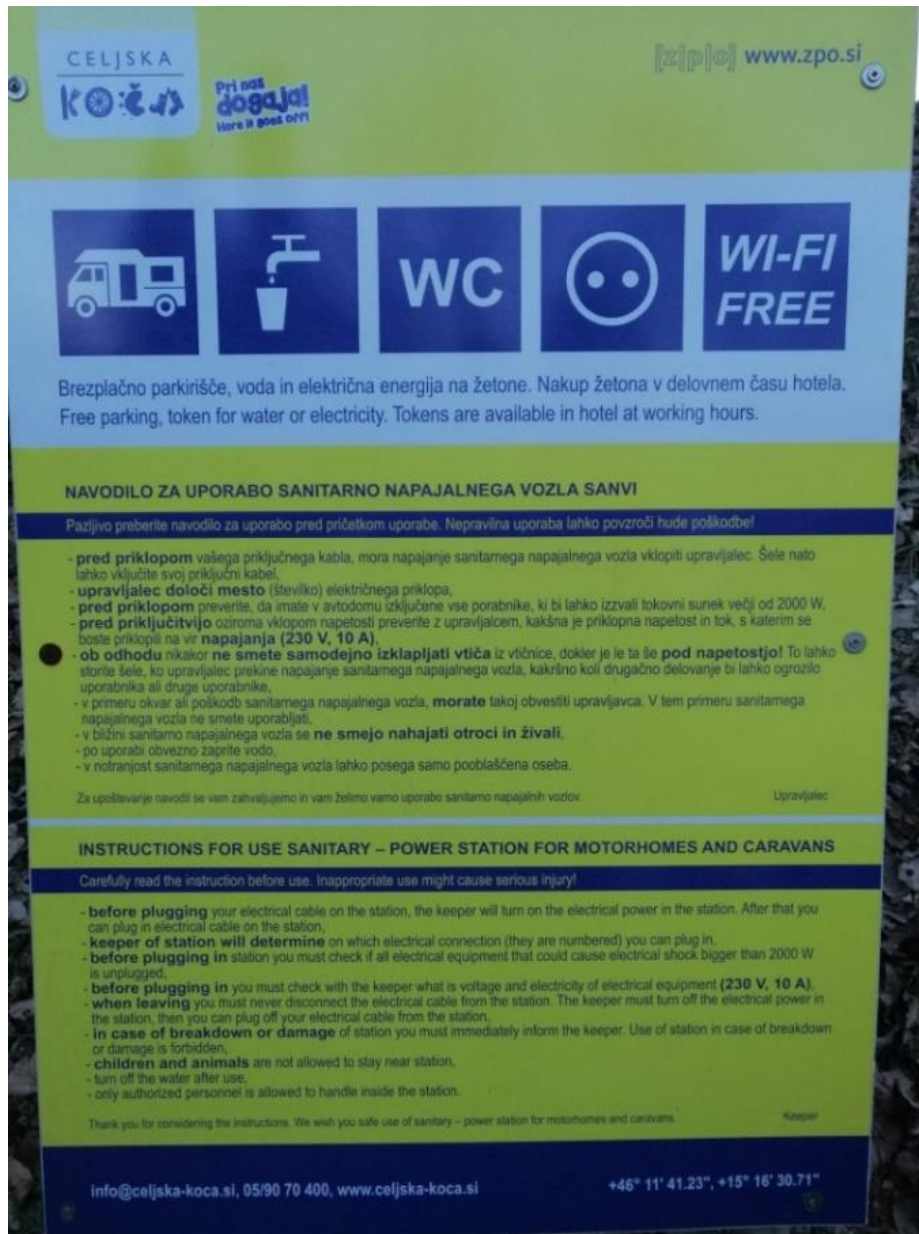 CELJSKA
KOČA
Pri nas
dogaja!
Here it goes off!
[z|p|o] www.zpo.si
WC
WI-FI
FREE
Brezplačno parkirišče, voda in električna energija na žetone. Nakup žetona v delovnem času hotela.
Free parking, token for water or electricity. Tokens are available in hotel at working hours.
NAVODILO ZA UPORABO SANITARNO NAPAJALNEGA VOZLA SANVI
Pazljivo preberite navodilo za uporabo pred pričetkom uporabe. Nepravilna uporaba lahko povzroči hude poškodbe!
- pred priklopom vašega priključnega kabla, mora napajanje sanitarnega napajalnega vozla vklopiti upravljalec. Šele nato
lahko vključite svoj priključni kabel,
- upravljalec določi mesto (številko) električnega priklopa,
- pred priklopom preverite, da imate v avtodomu izključene vse porabnike, ki bi lahko izzvali tokovni sunek večji od 2000 W,
- pred priključitvijo oziroma vklopom napetosti preverite z upravljalcem, kakšna je priklopna napetost in tok, s katerim se
boste priklopili na vir napajanja (230 V, 10 A),
- ob odhodu nikakor ne smete samodejno izklapljati vtiča iz vtičnice, dokler je le ta še pod napetostjo! To lahko
storite šele, ko upravljalec prekine napajanje sanitarnega napajalnega vozla, kakršno koli drugačno delovanje bi lahko ogrozilo
uporabnika ali druge uporabnike,
- v primeru okvar ali poškodb sanitarnega napajalnega vozla, morate takoj obvestiti upravljavca. V tem primeru sanitarnega
napajalnega vozla ne smete uporabljati,
- v bližini sanitarno napajalnega vozla se ne smejo nahajati otroci in živali,
- po uporabi obvezno zaprite vodo,
- v notranjost sanitarnega napajalnega vozla lahko posega samo pooblaščena oseba.
Za upoštevanje navodil se vam zahvaljujemo in vam želimo varno uporabo sanitarno napajalnih vozlov. Upravljalec
INSTRUCTIONS FOR USE SANITARY – POWER STATION FOR MOTORHOMES AND CARAVANS
Carefully read the instruction before use. Inappropriate use might cause serious injury!
- before plugging your electrical cable on the station, the keeper will turn on the electrical power in the station. After that you
can plug in electrical cable on the station,
- keeper of station will determine on which electrical connection (they are numbered) you can plug in,
- before plugging in station you must check if all electrical equipment that could cause electrical shock bigger than 2000 W
is unplugged,
- before plugging in you must check with the keeper what is voltage and electricity of electrical equipment (230 V, 10 A),
- when leaving you must never disconnect the electrical cable from the station. The keeper must turn off the electrical power in
the station, then you can plug off your electrical cable from the station.
- in case of breakdown or damage of station you must immediately inform the keeper. Use of station in case of breakdown
or damage is forbidden,
- children and animals are not allowed to stay near station,
- turn off the water after use,
- only authorized personnel is allowed to handle inside the station.
Thank you for considering the instructions. We wish you safe use of sanitary – power station for motorhomes and caravans. Keeper
info@celjska-koca.si, 05/90 70 400, www.celjska-koca.si +46° 11' 41.23", +15° 16' 30.71"